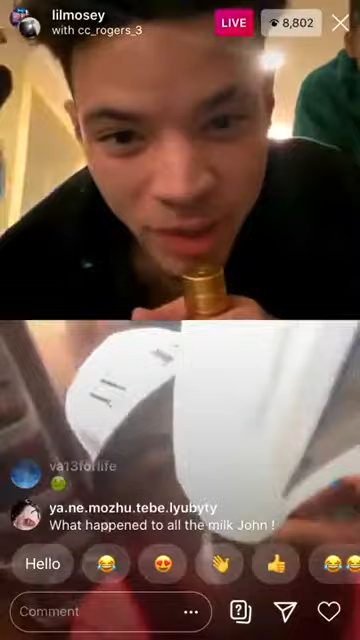 lilmosey
with cc_rogers_3
LIVE
8,802
va13forlife
🤢
ya.ne.mozhu.tebe.lyubyty
What happened to all the milk John !
Hello 😂 😍 👋 👍 😂😂
Comment